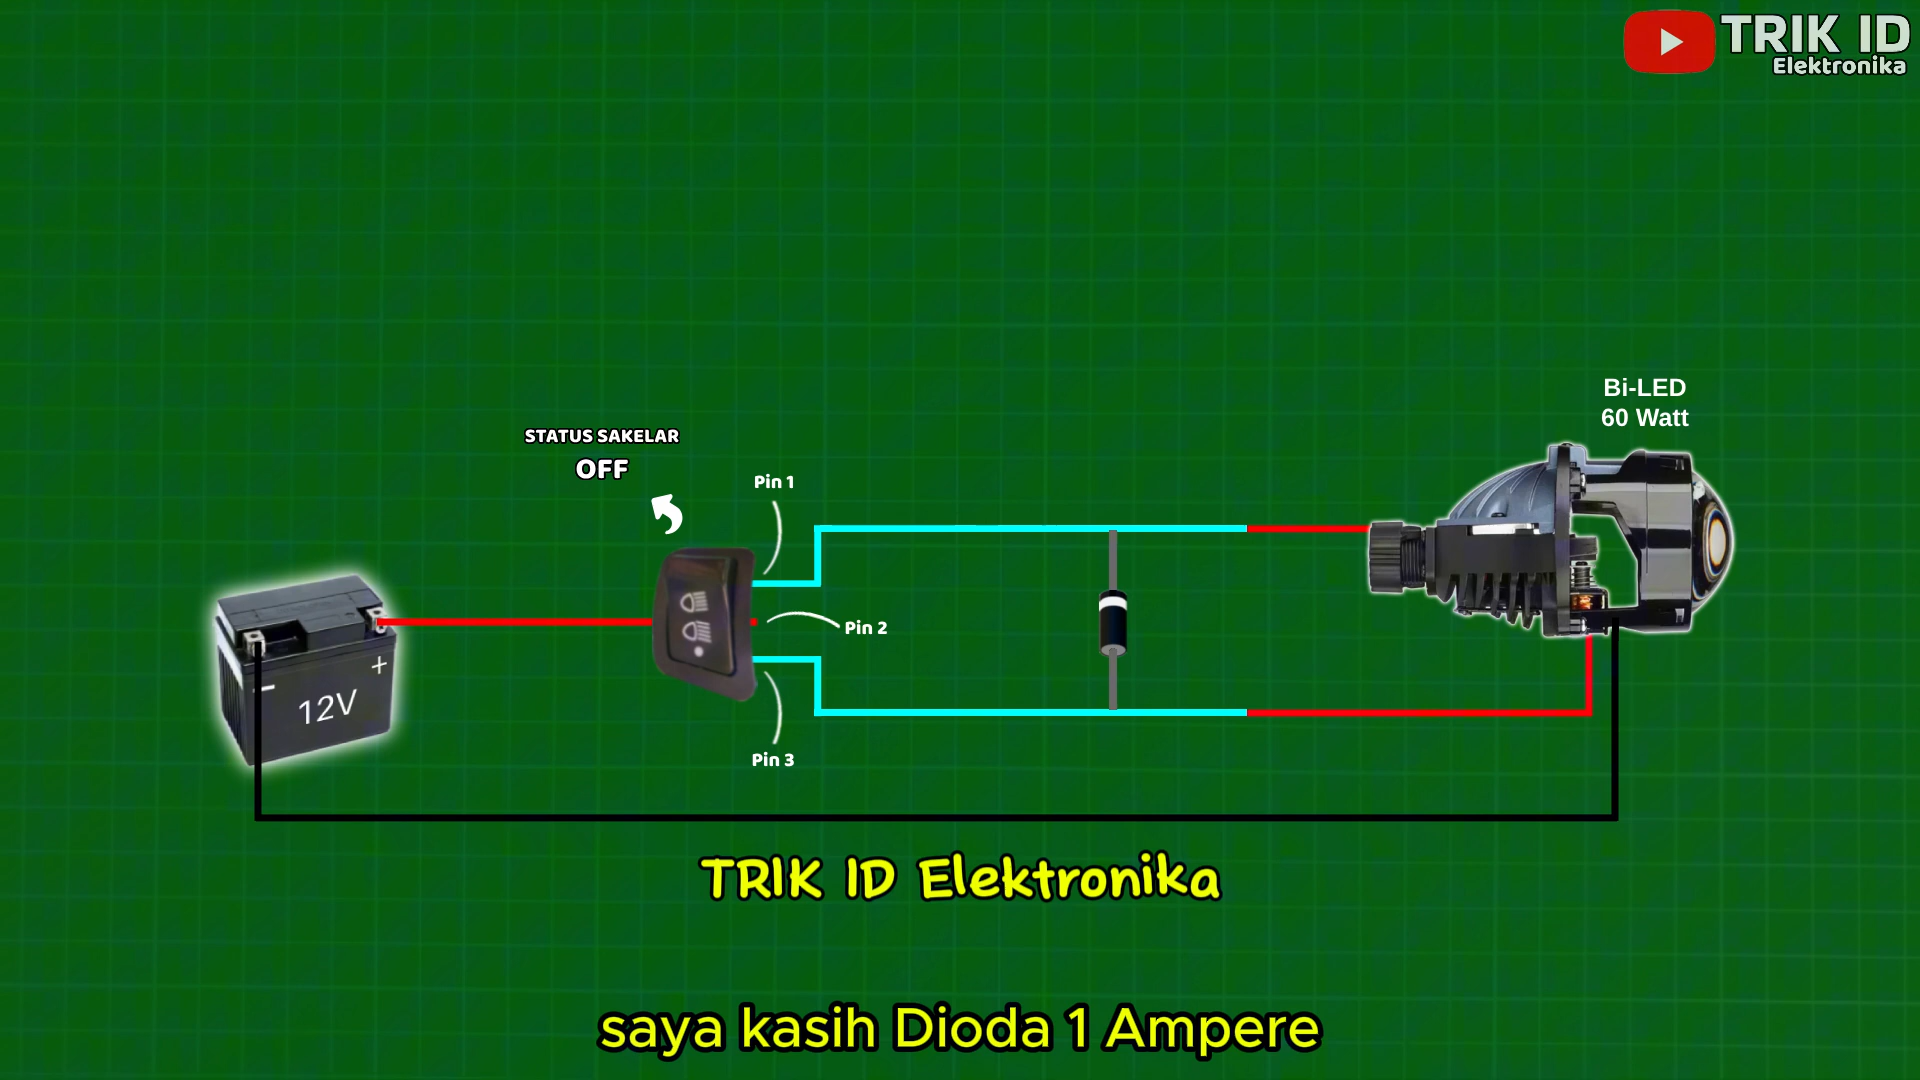 TRIK ID
Elektronika
Bi-LED
60 Watt
STATUS SAKELAR
OFF
Pin 1
Pin 2
Pin 3
12V
TRIK ID Elektronika
saya kasih Dioda 1 Ampere